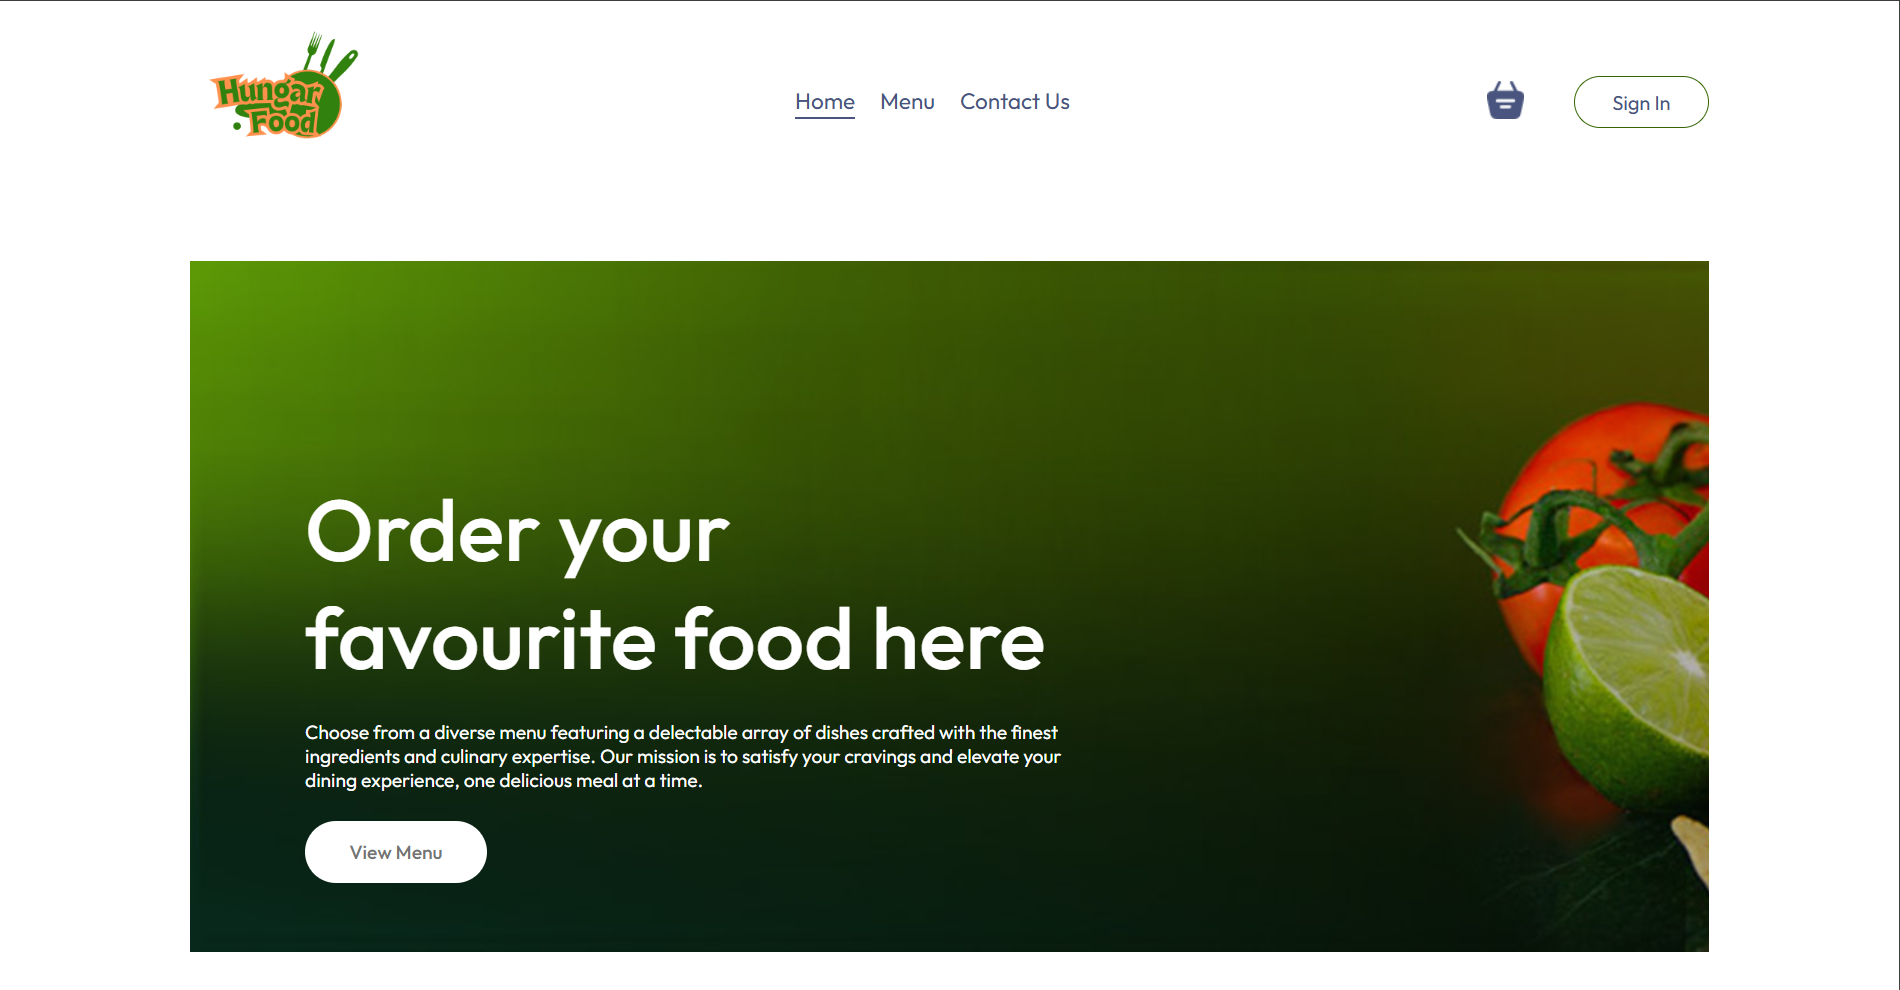 Hungar
Food
Home Menu Contact Us
Sign In
Order your
favourite food here
Choose from a diverse menu featuring a delectable array of dishes crafted with the finest
ingredients and culinary expertise. Our mission is to satisfy your cravings and elevate your
dining experience, one delicious meal at a time.
View Menu